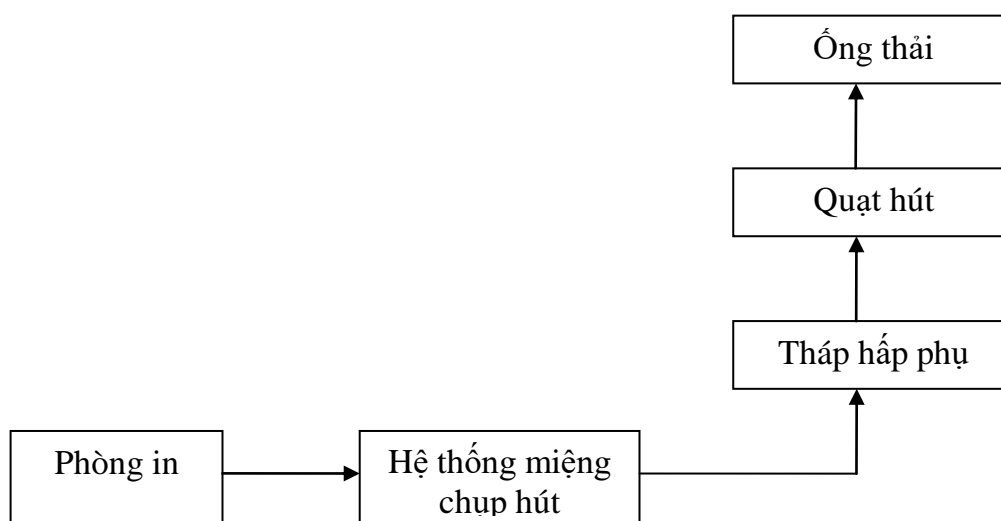 Ống thải
Quạt hút
Tháp hấp phụ
Phòng in
Hệ thống miệng
chụp hút